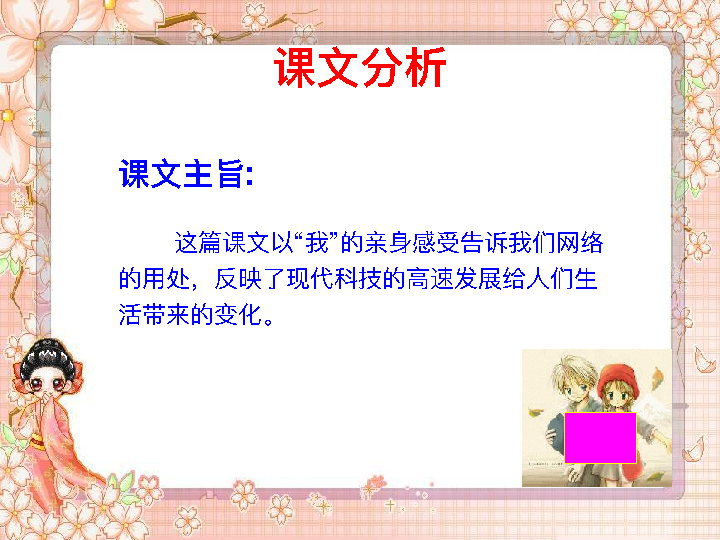 课文分析
课文主旨:
这篇课文以“我”的亲身感受告诉我们网络
的用处，反映了现代科技的高速发展给人们生
活带来的变化。